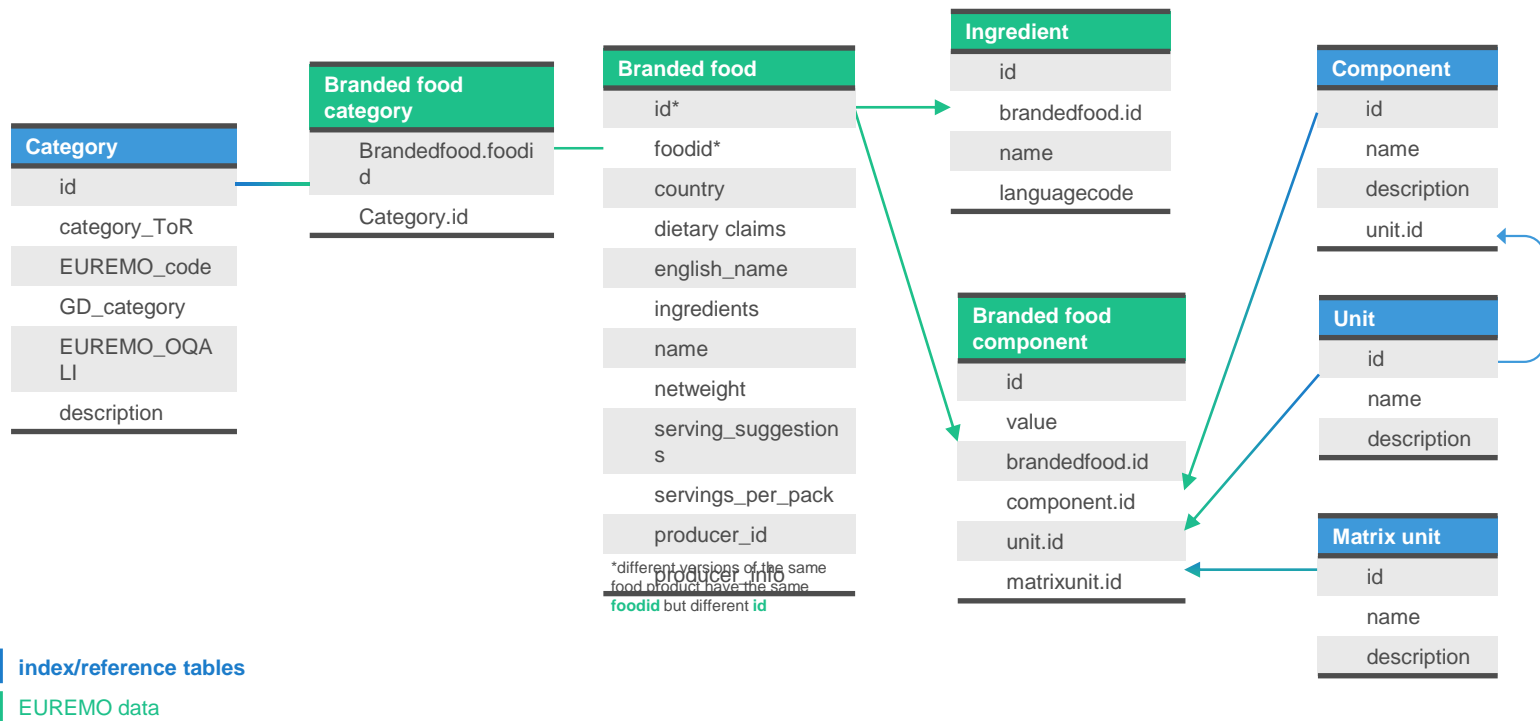 Category
id
category_ToR
EUREMO_code
GD_category
EUREMO_OQA
LI
description
Branded food
category
Brandedfood.foodi
d
Category.id
Branded food
id*
foodid*
country
dietary claims
english_name
ingredients
name
netweight
serving_suggestion
s
servings_per_pack
producer_id
producer_info
*different versions of the same
food product have the same
foodid but different id
Ingredient
id
brandedfood.id
name
languagecode
Branded food
component
id
value
brandedfood.id
component.id
unit.id
matrixunit.id
Component
id
name
description
unit.id
Unit
id
name
description
Matrix unit
id
name
description
index/reference tables
EUREMO data